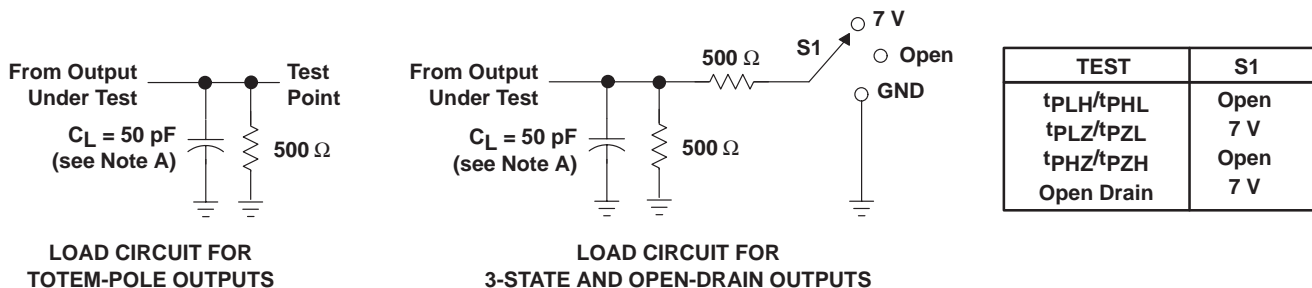 From Output
Under Test
Test
Point
CL = 50 pF
(see Note A)
500 Ω
LOAD CIRCUIT FOR
TOTEM-POLE OUTPUTS
From Output
Under Test
CL = 50 pF
(see Note A)
500 Ω
500 Ω
S1
7 V
Open
GND
LOAD CIRCUIT FOR
3-STATE AND OPEN-DRAIN OUTPUTS
TEST S1
tPLH/tPHL Open
tPLZ/tPZL 7 V
tPHZ/tPZH Open
Open Drain 7 V